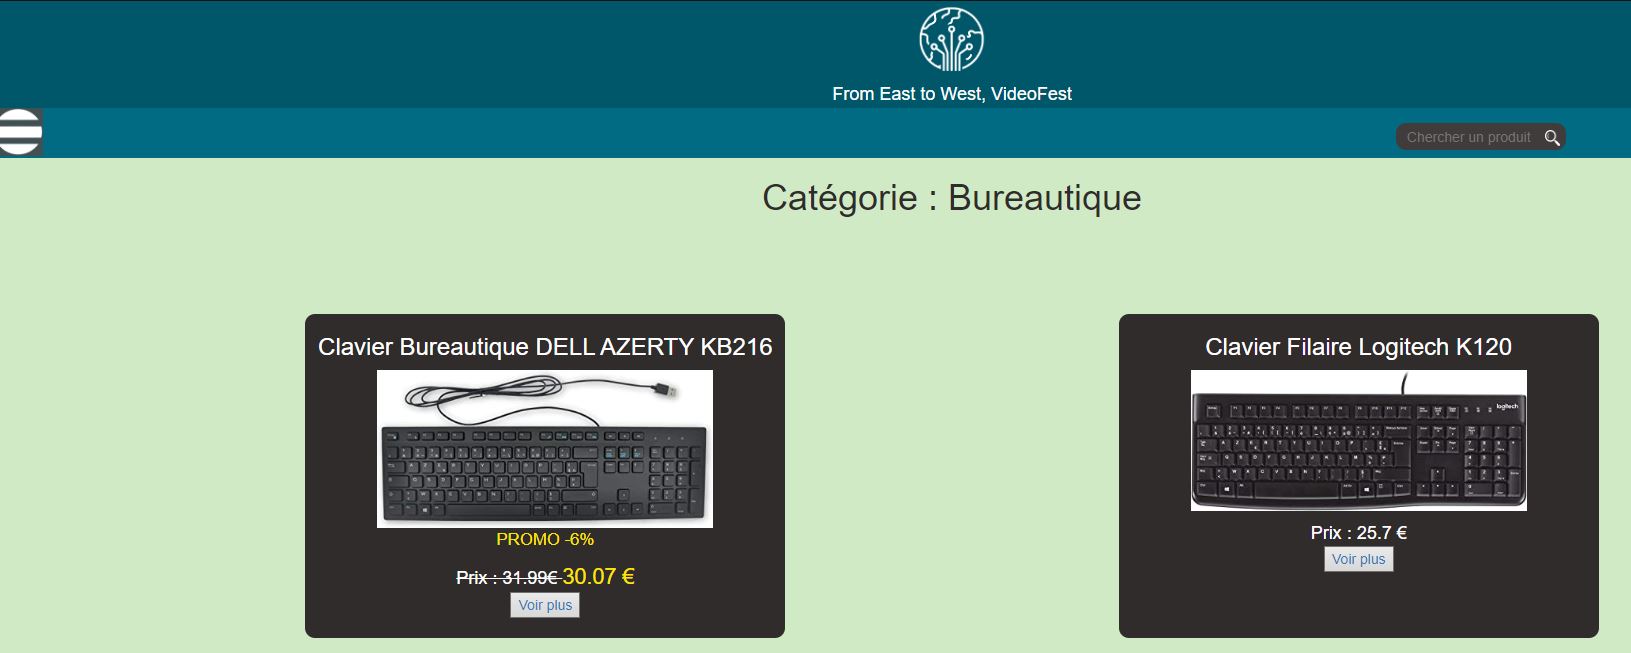 From East to West, VideoFest
Chercher un produit
Catégorie : Bureautique
Clavier Bureautique DELL AZERTY KB216
PROMO -6%
Prix : 31.99€ 30.07 €
Voir plus
Clavier Filaire Logitech K120
logitech
Prix : 25.7 €
Voir plus